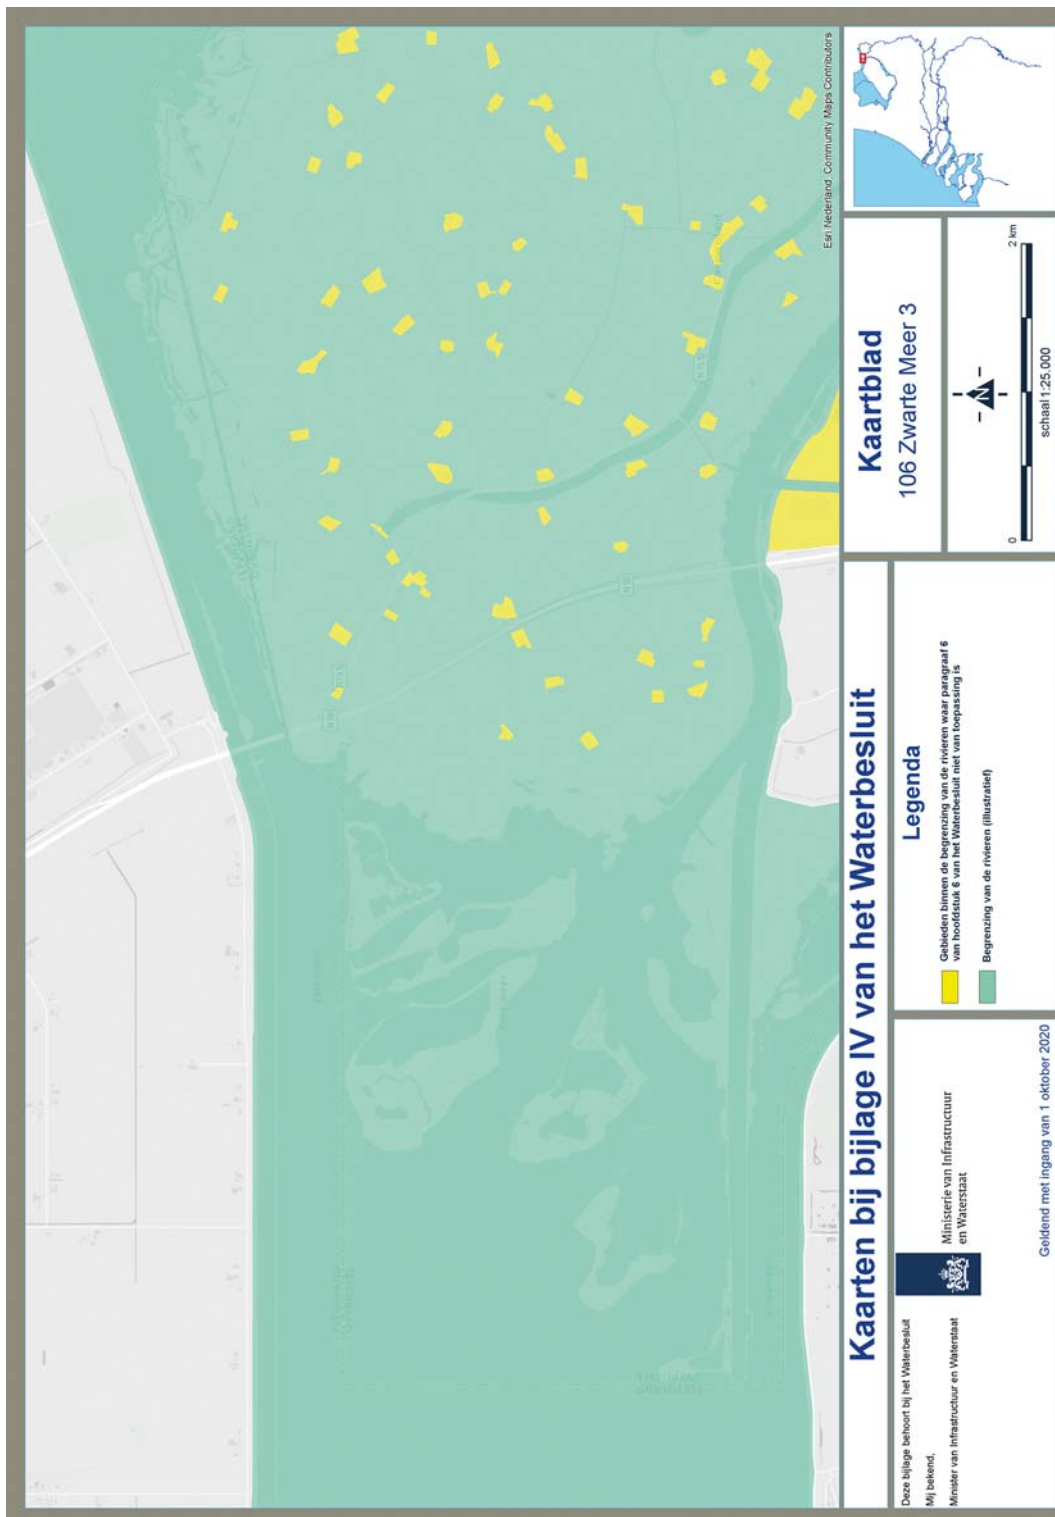 Esri Nederland, Community Maps Contributors
N50
N50
Kaarten bij bijlage IV van het Waterbesluit
Deze bijlage behoort bij het Waterbesluit
Mij bekend,
Minister van Infrastructuur en Waterstaat
Ministerie van Infrastructuur
en Waterstaat
Geldend met ingang van 1 oktober 2020
Legenda
Gebieden binnen de begrenzing van de rivieren waar paragraaf 6
van hoofdstuk 6 van het Waterbesluit niet van toepassing is
Begrenzing van de rivieren (illustratief)
Kaartblad
106 Zwarte Meer 3
N
0
2 km
schaal 1:25.000